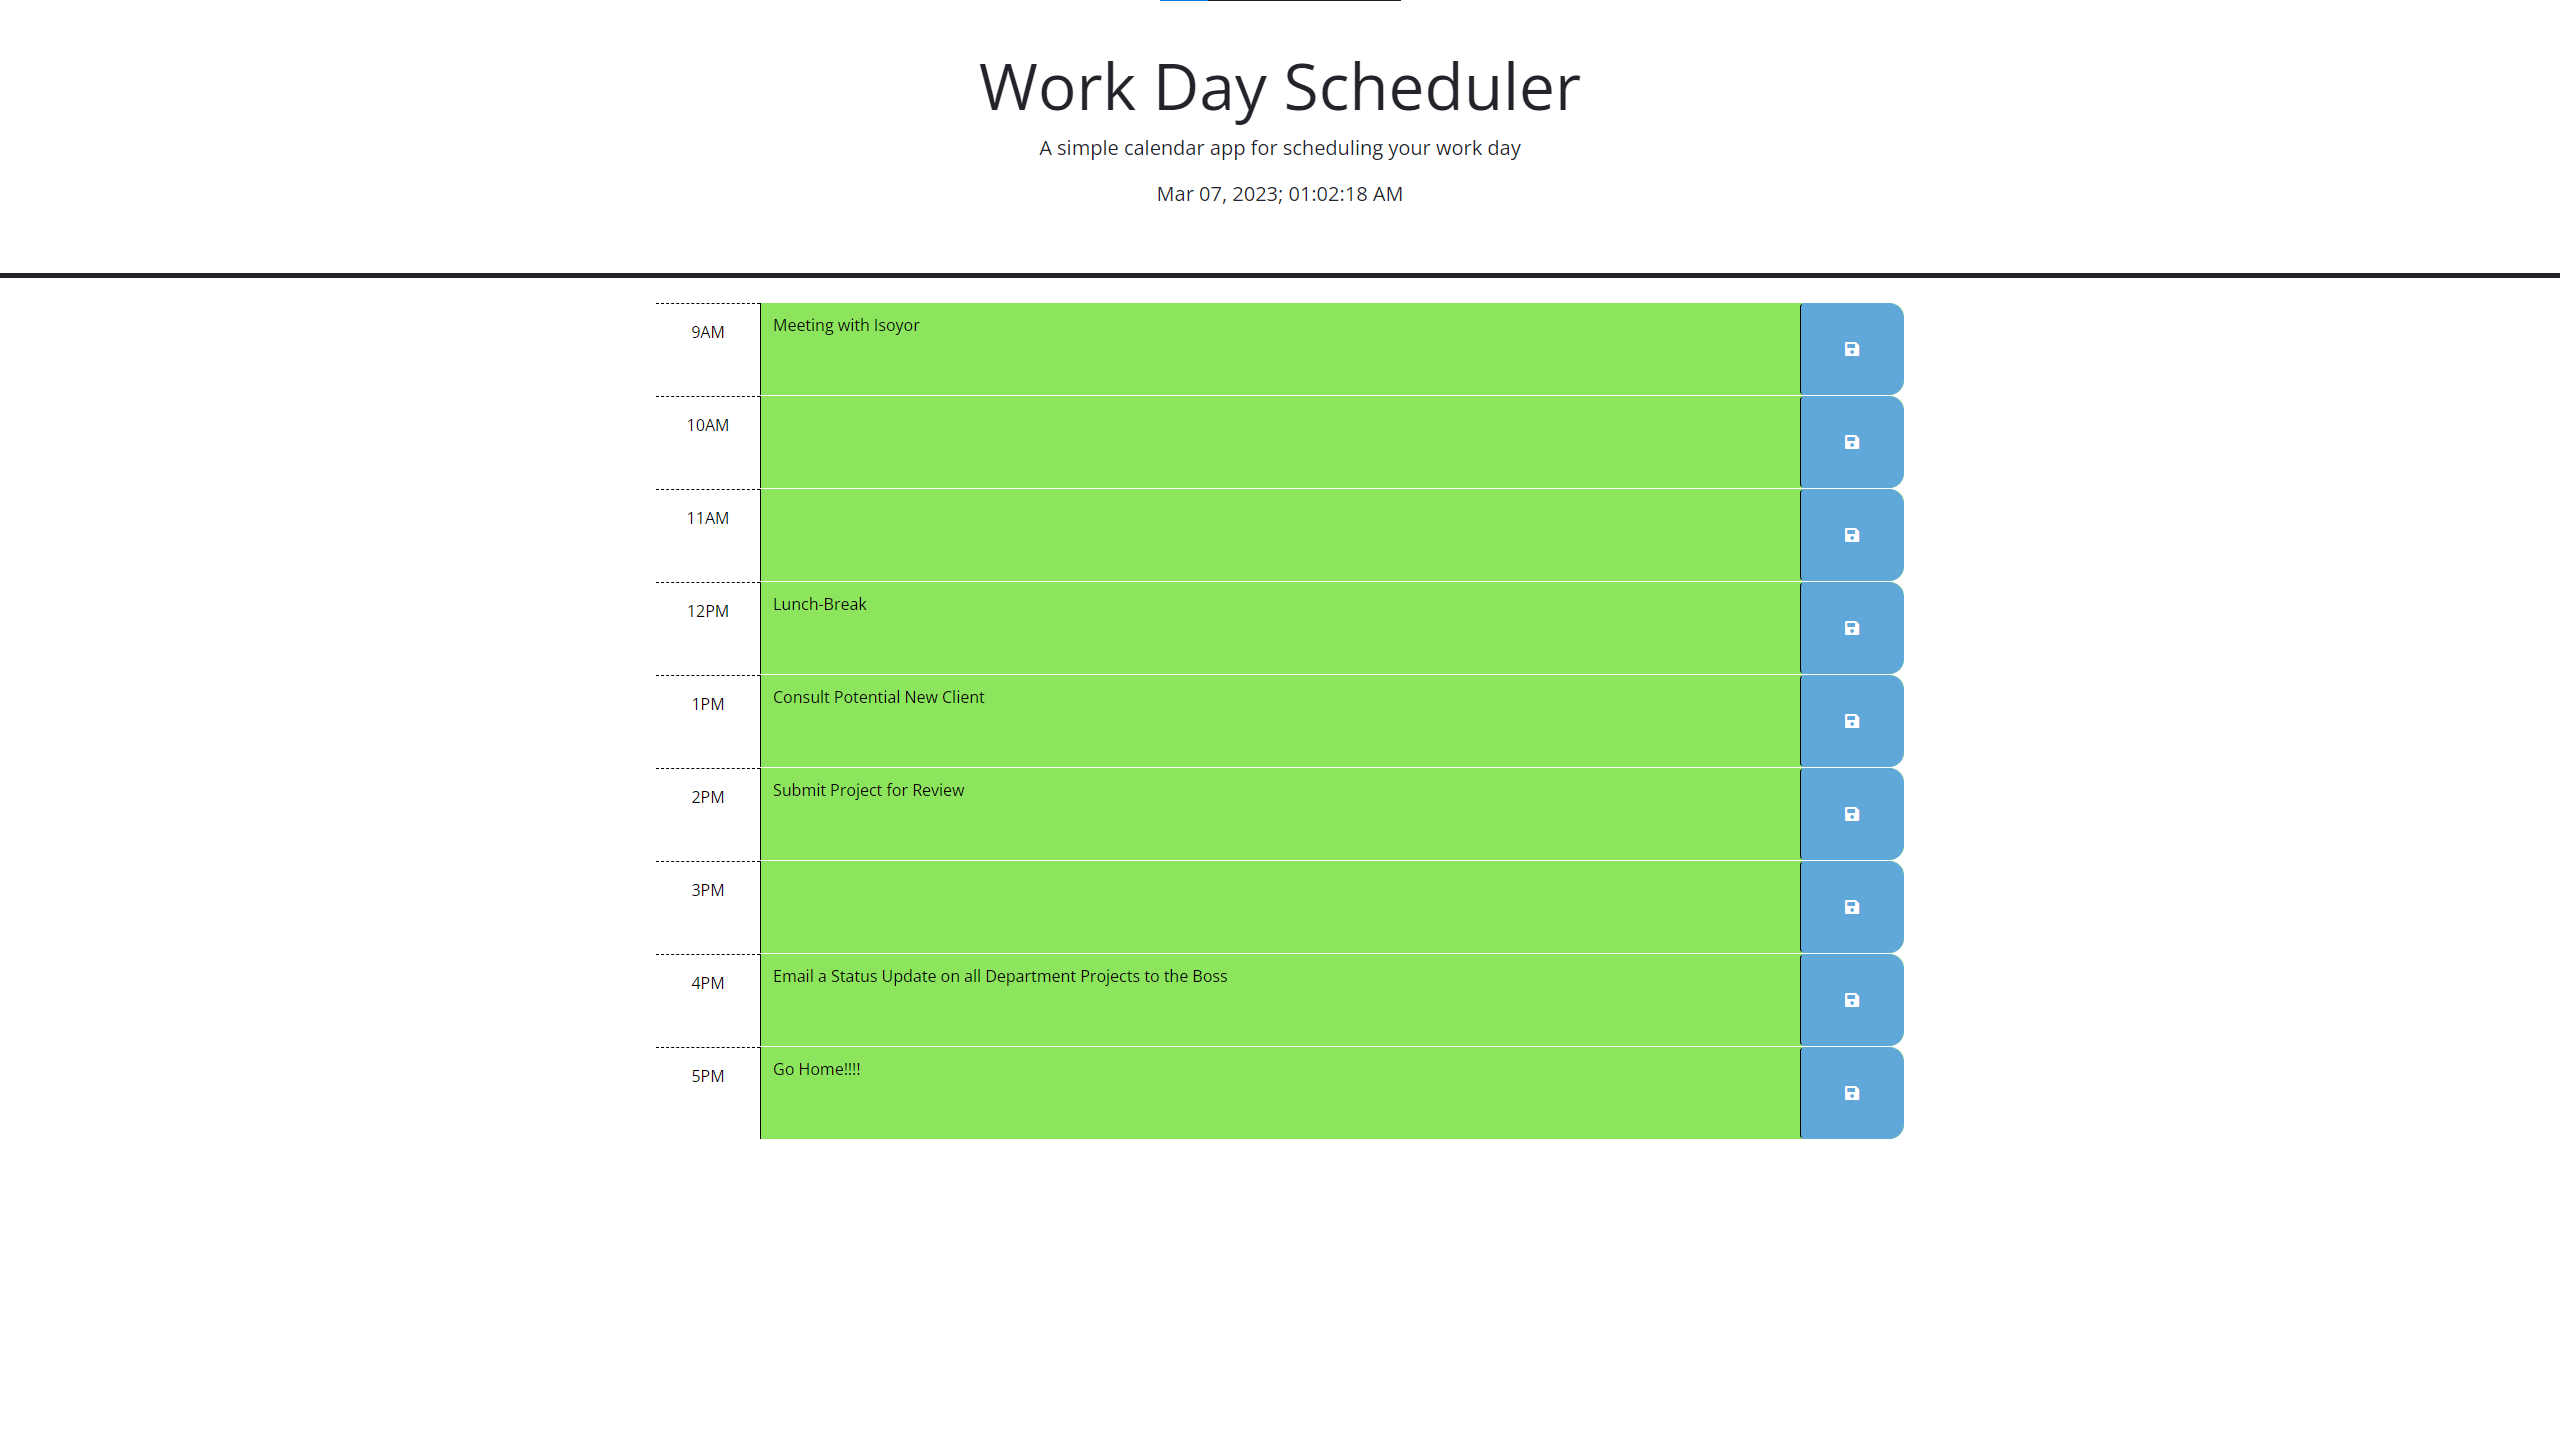 Work Day Scheduler
A simple calendar app for scheduling your work day
Mar 07, 2023; 01:02:18 AM
9AM Meeting with Isoyor
10AM
11AM
12PM Lunch-Break
1PM Consult Potential New Client
2PM Submit Project for Review
3PM
4PM Email a Status Update on all Department Projects to the Boss
5PM Go Home!!!!